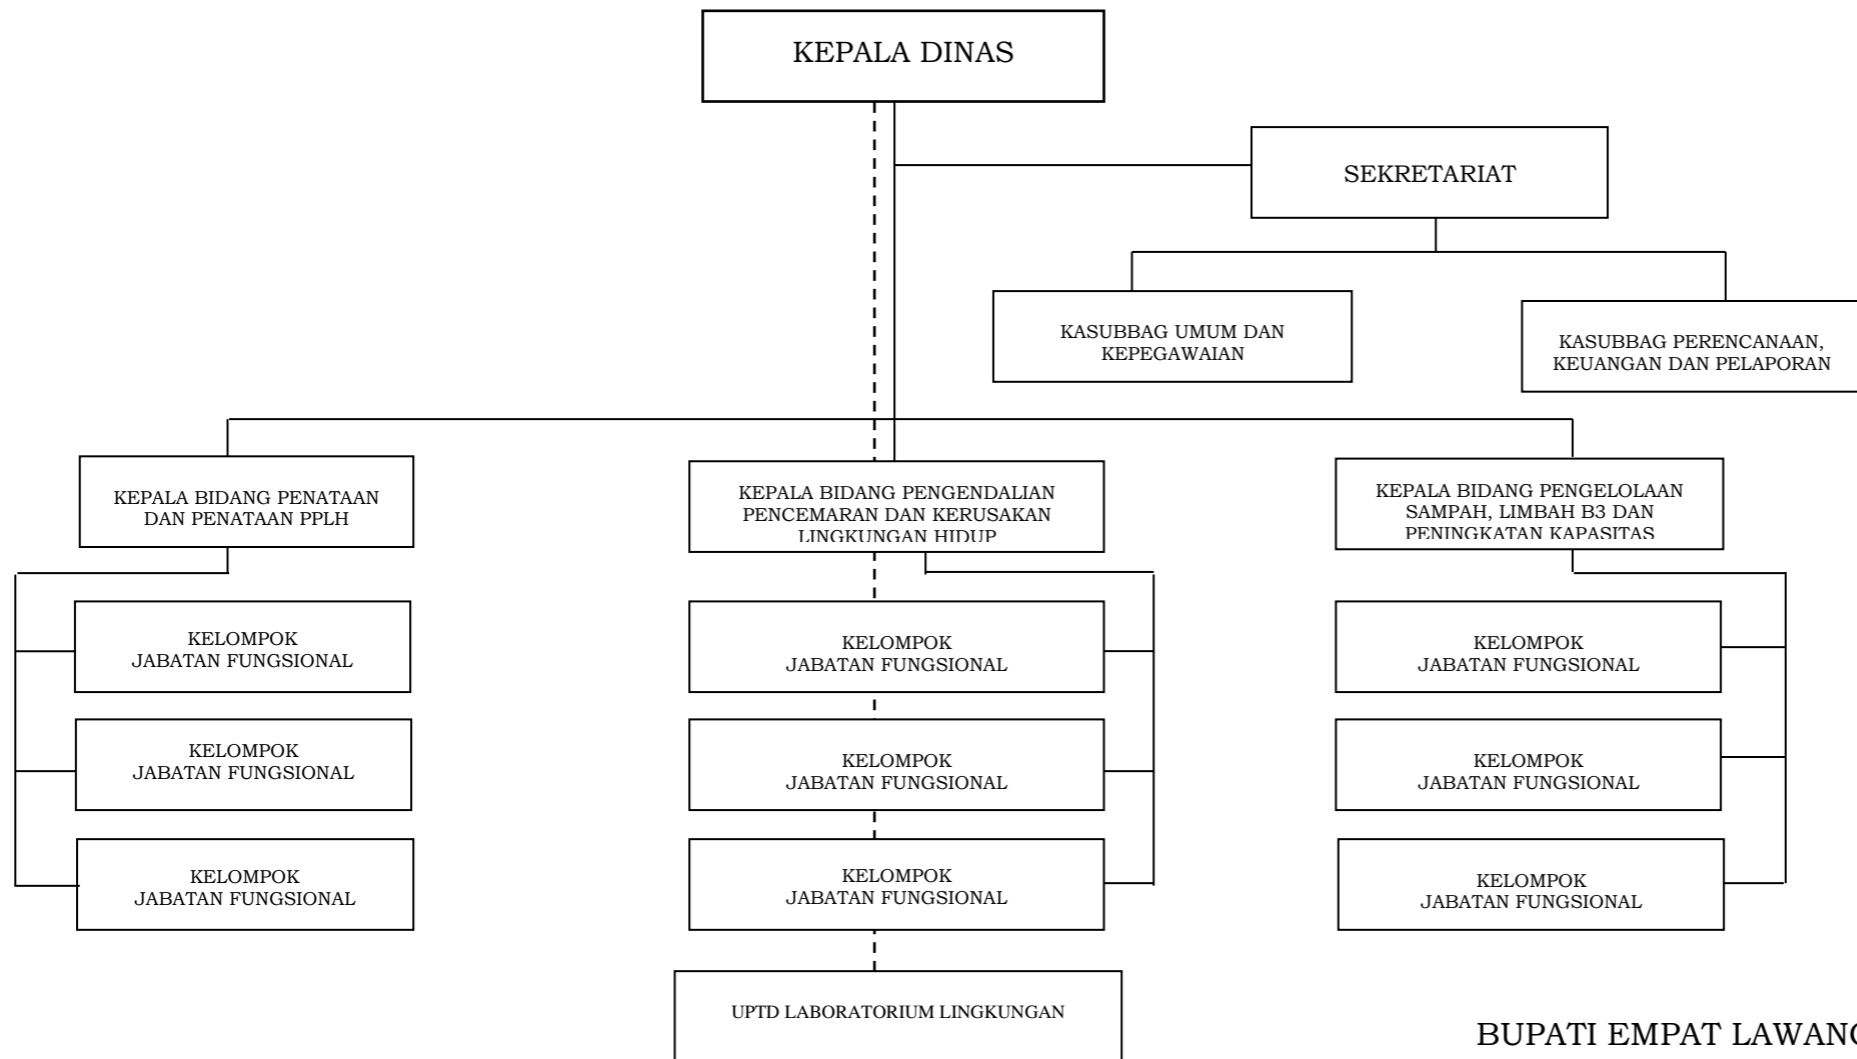 KEPALA DINAS
SEKRETARIAT
KASUBBAG UMUM DAN
KEPEGAWAIAN
KASUBBAG PERENCANAAN,
KEUANGAN DAN PELAPORAN
KEPALA BIDANG PENATAAN
DAN PENATAAN PPLH
KEPALA BIDANG PENGENDALIAN
PENCEMARAN DAN KERUSAKAN
LINGKUNGAN HIDUP
KEPALA BIDANG PENGELOLAAN
SAMPAH, LIMBAH B3 DAN
PENINGKATAN KAPASITAS
KELOMPOK
JABATAN FUNGSIONAL
KELOMPOK
JABATAN FUNGSIONAL
KELOMPOK
JABATAN FUNGSIONAL
KELOMPOK
JABATAN FUNGSIONAL
KELOMPOK
JABATAN FUNGSIONAL
KELOMPOK
JABATAN FUNGSIONAL
KELOMPOK
JABATAN FUNGSIONAL
KELOMPOK
JABATAN FUNGSIONAL
KELOMPOK
JABATAN FUNGSIONAL
UPTD LABORATORIUM LINGKUNGAN
BUPATI EMPAT LAWANG